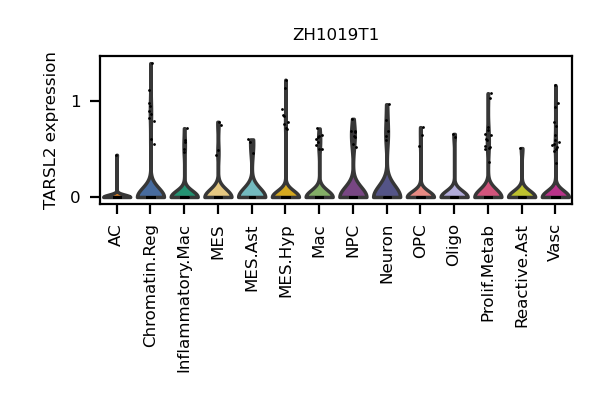 ZH1019T1
TARSL2 expression
1
0
AC
Chromatin.Reg
Inflammatory.Mac
MES
MES.Ast
MES.Hyp
Mac
NPC
Neuron
OPC
Oligo
Prolif.Metab
Reactive.Ast
Vasc